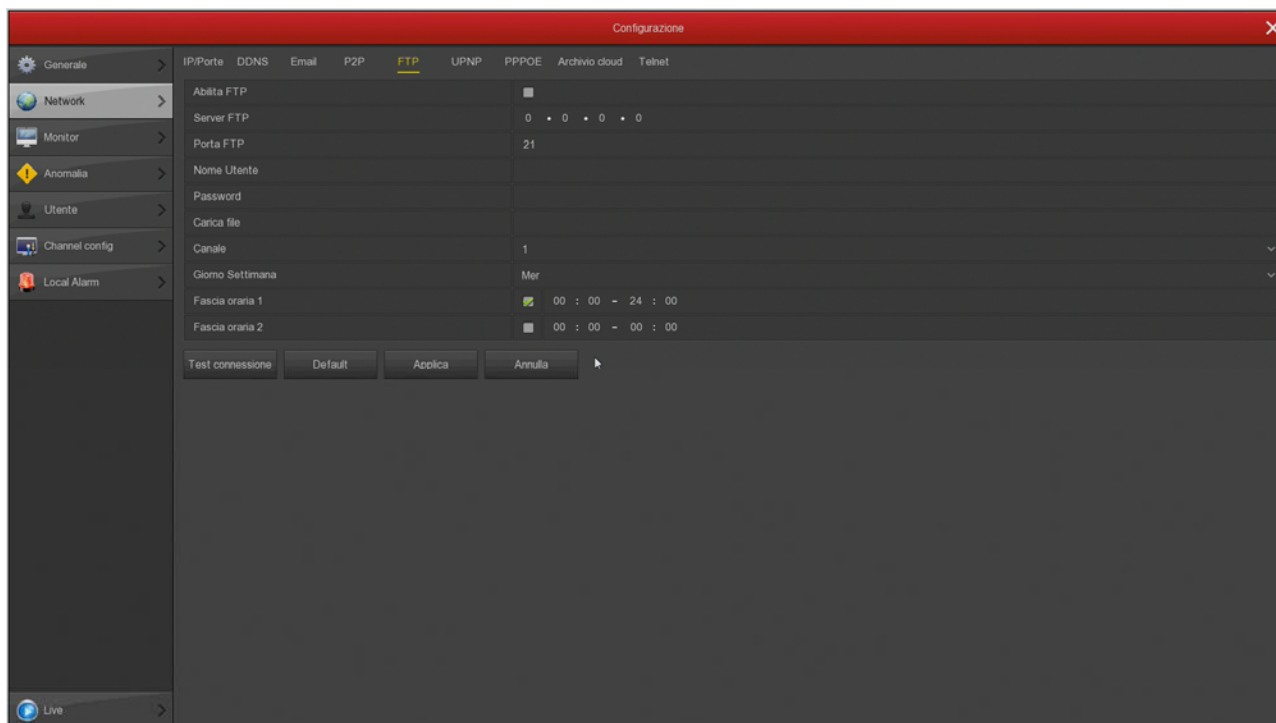 Configurazione
Generale
Network
Monitor
Anomalia
Utente
Channel config
Local Alarm
Live
IP/Porte DDNS Email P2P FTP UPNP PPPOE Archivio cloud Telnet
Abilita FTP
Server FTP 0 • 0 • 0 • 0
Porta FTP 21
Nome Utente
Password
Carica file
Canale 1
Giorno Settimana Mer
Fascia oraria 1 00 : 00 - 24 : 00
Fascia oraria 2 00 : 00 - 00 : 00
Test connessione Default Applica Annulla